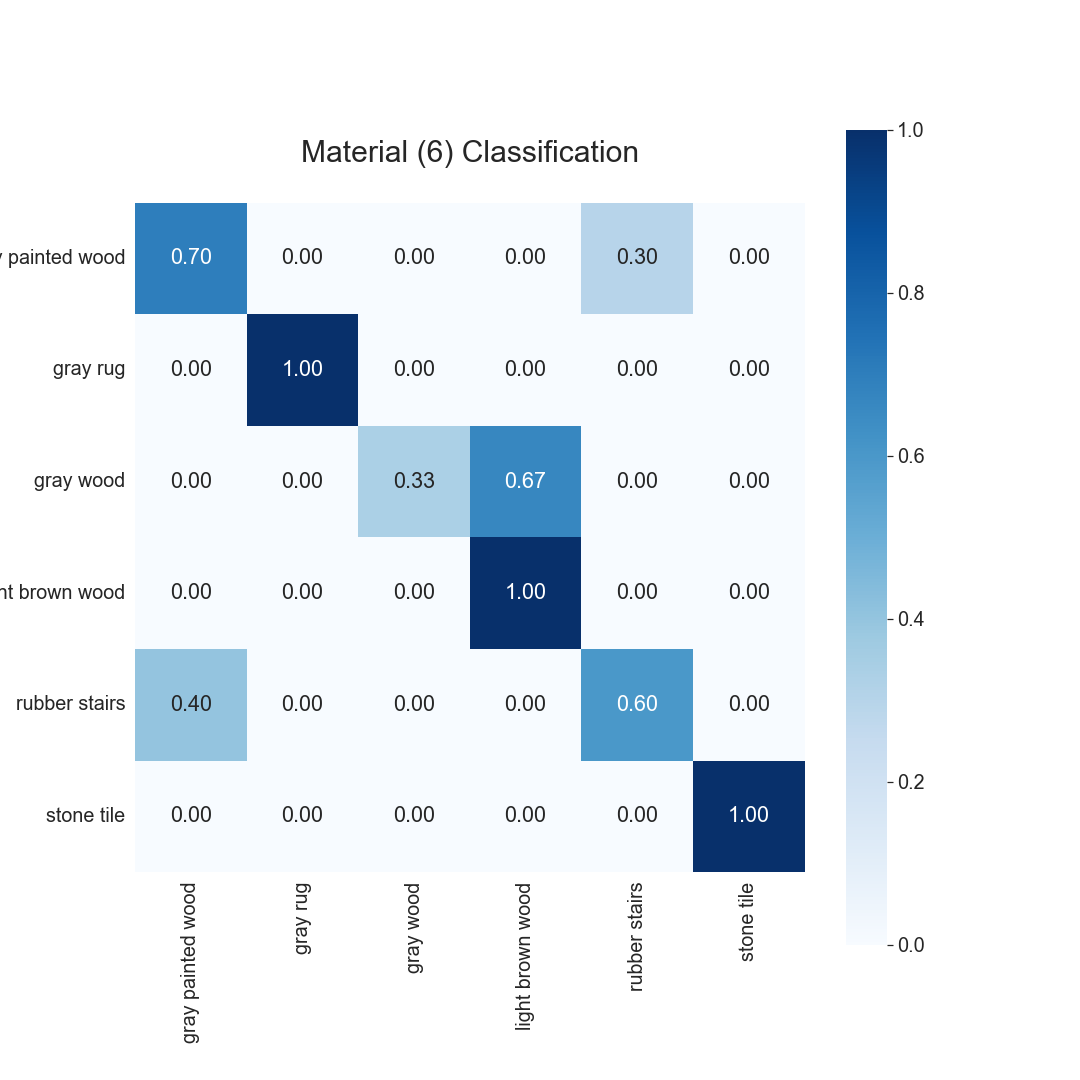 Material (6) Classification
painted wood 0.70 0.00 0.00 0.00 0.30 0.00
gray rug 0.00 1.00 0.00 0.00 0.00 0.00
gray wood 0.00 0.00 0.33 0.67 0.00 0.00
brown wood 0.00 0.00 0.00 1.00 0.00 0.00
rubber stairs 0.40 0.00 0.00 0.00 0.60 0.00
stone tile 0.00 0.00 0.00 0.00 0.00 1.00
gray painted wood
gray rug
gray wood
light brown wood
rubber stairs
stone tile
1.0
0.8
0.6
0.4
0.2
0.0